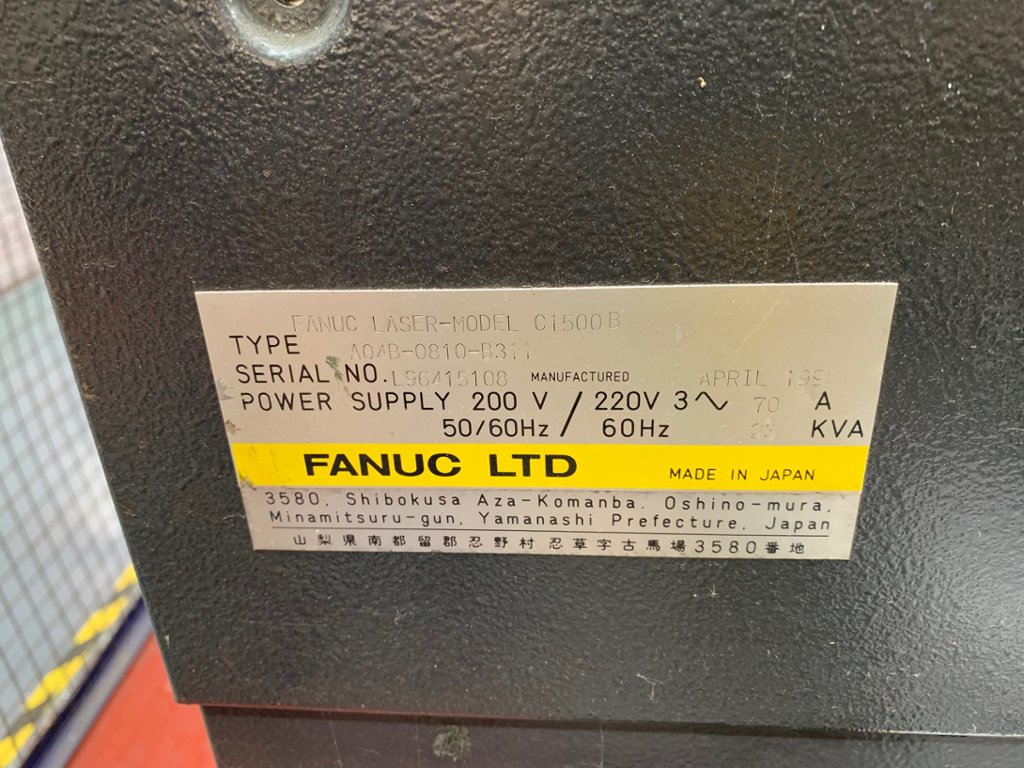 FANUC LASER-MODEL C1500B
TYPE A04B-0810-B311
SERIAL NO. L96415108 MANUFACTURED APRIL
POWER SUPPLY 200 V / 220V 3∿ 70 A
50/60Hz / 60Hz KVA
FANUC LTD MADE IN JAPAN
3580, Shibokusa Aza-Komanba, Oshino-mura,
Minamitsuru-gun, Yamanashi Prefecture, Japan
山梨県南都留郡忍野村忍草字古馬場3580番地